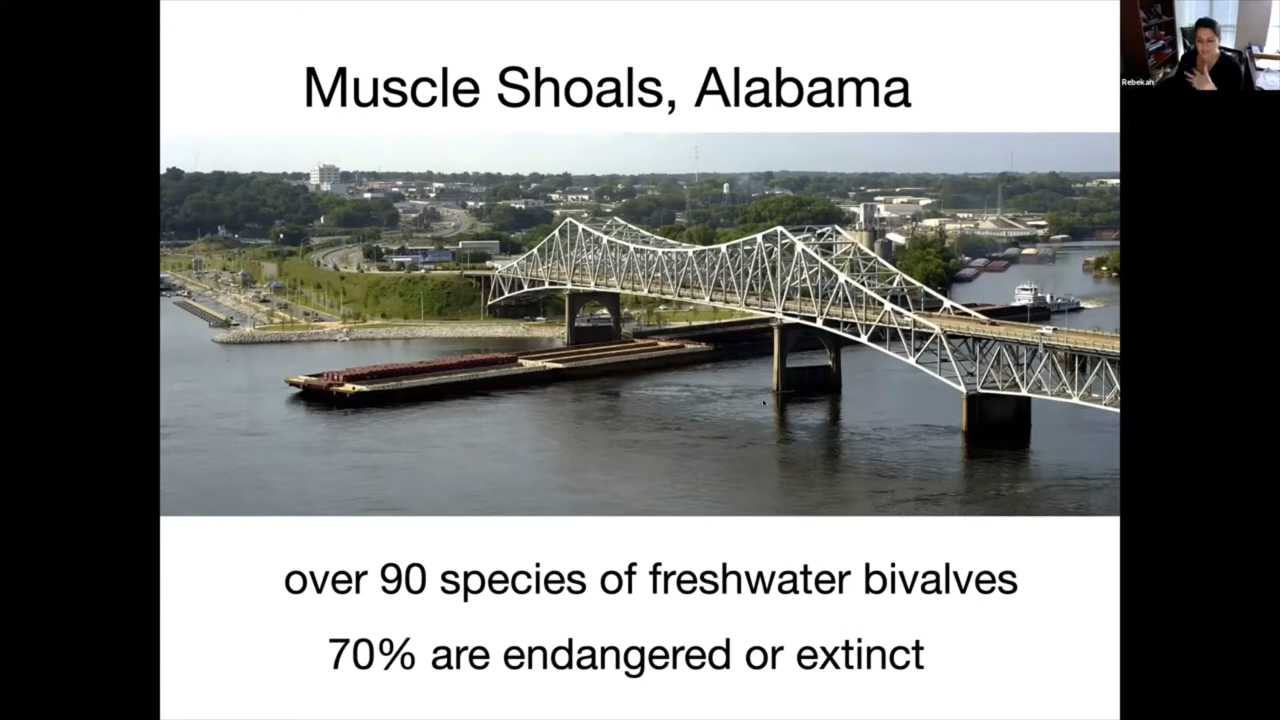 Muscle Shoals, Alabama
Rebekah
over 90 species of freshwater bivalves
70% are endangered or extinct